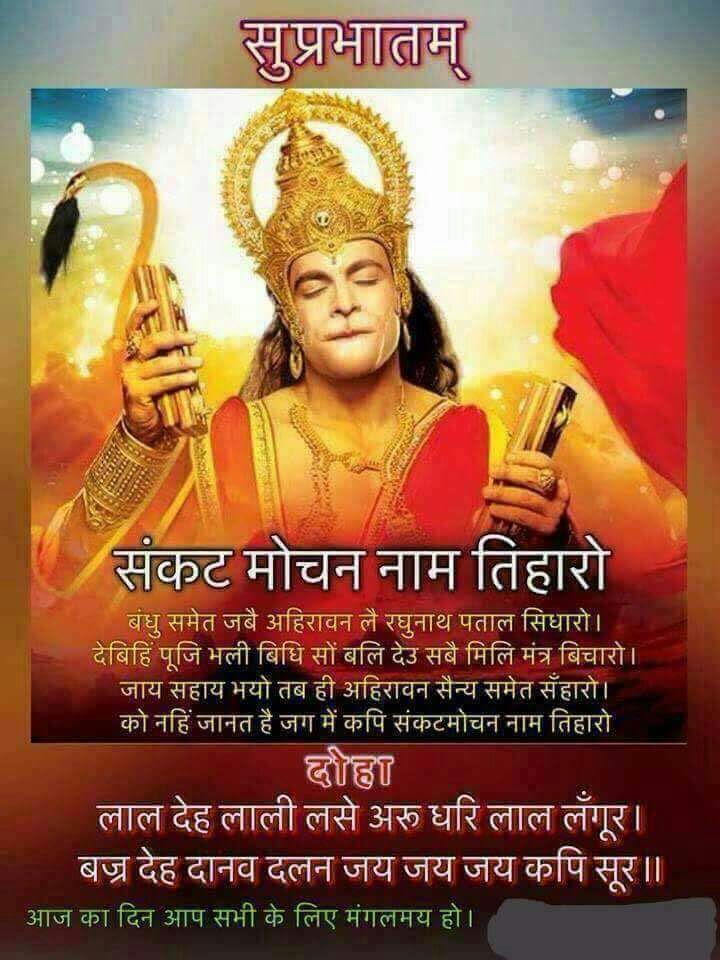 सुप्रभातम्
संकट मोचन नाम तिहारो
बंधु समेत जबै अहिरावन लै रघुनाथ पताल सिधारो।
देबिहिं पूजि भली बिधि सों बलि देउ सबै मिलि मंत्र बिचारो।
जाय सहाय भयो तब ही अहिरावन सैन्य समेत सँहारो।
को नहिं जानत है जग में कपि संकटमोचन नाम तिहारो
दोहा
लाल देह लाली लसे अरू धरि लाल लँगूर।
बज्र देह दानव दलन जय जय जय कपि सूर॥
आज का दिन आप सभी के लिए मंगलमय हो।